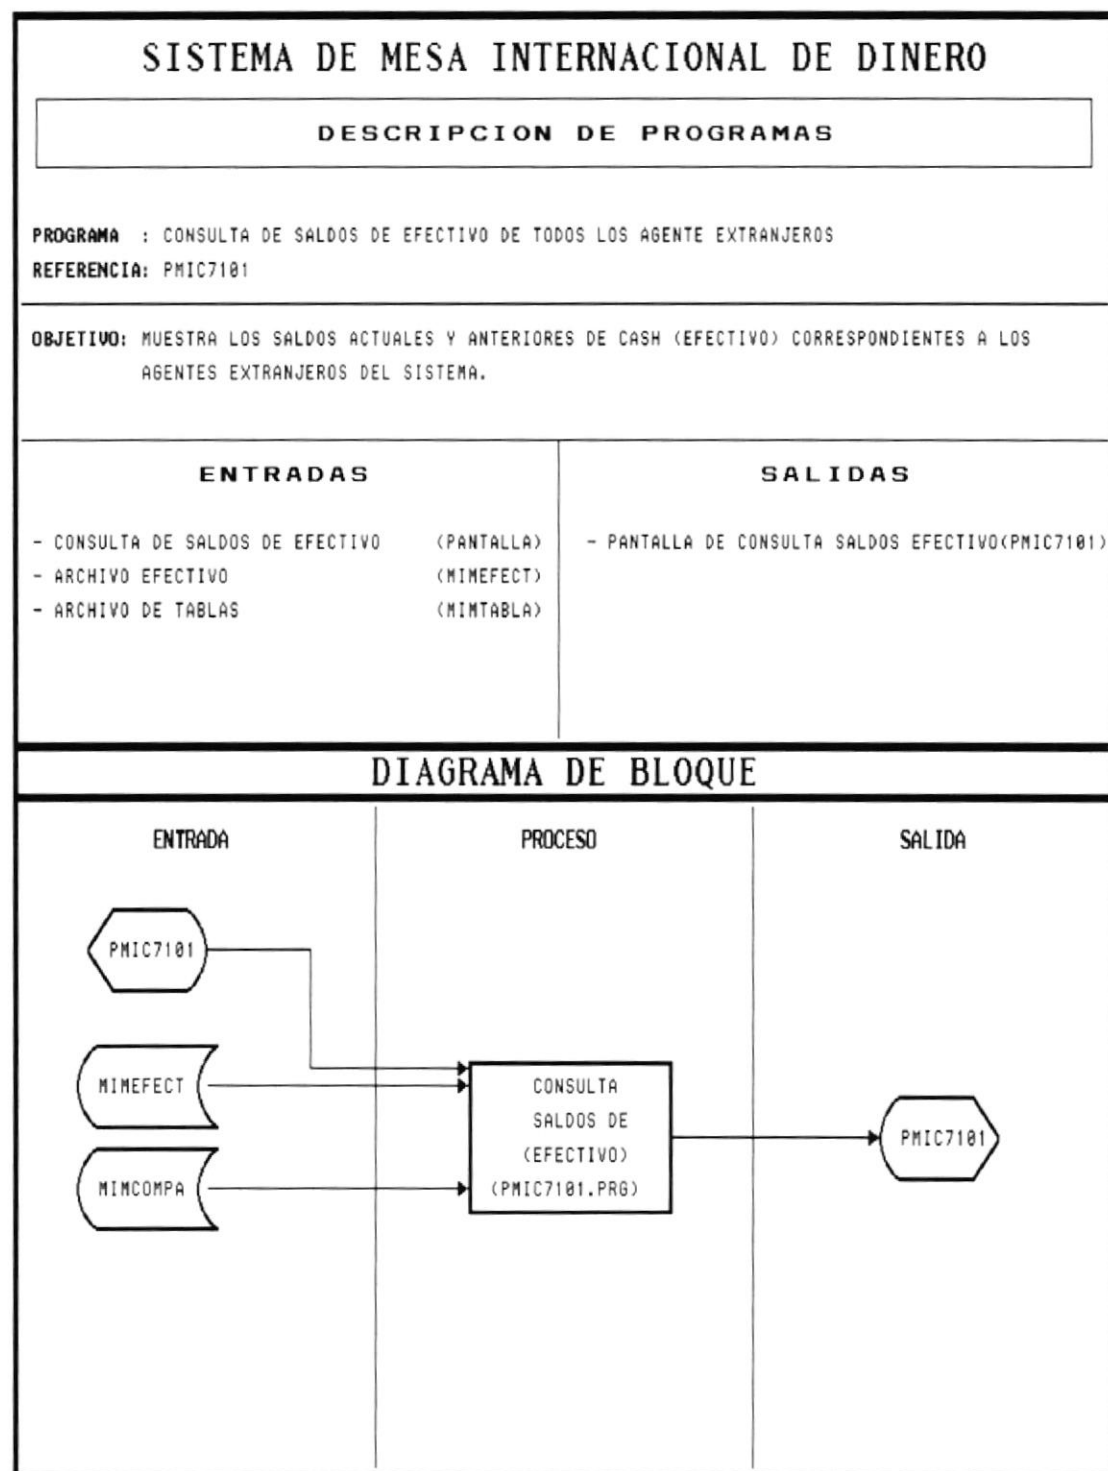 SISTEMA DE MESA INTERNACIONAL DE DINERO
DESCRIPCION DE PROGRAMAS
PROGRAMA : CONSULTA DE SALDOS DE EFECTIVO DE TODOS LOS AGENTE EXTRANJEROS
REFERENCIA: PMIC7101
OBJETIVO: MUESTRA LOS SALDOS ACTUALES Y ANTERIORES DE CASH (EFECTIVO) CORRESPONDIENTES A LOS
AGENTES EXTRANJEROS DEL SISTEMA.
ENTRADAS
- CONSULTA DE SALDOS DE EFECTIVO (PANTALLA)
- ARCHIVO EFECTIVO (MIMEFECT)
- ARCHIVO DE TABLAS (MIMTABLA)
SALIDAS
- PANTALLA DE CONSULTA SALDOS EFECTIVO(PMIC7101)
DIAGRAMA DE BLOQUE
ENTRADA
PROCESO
SALIDA
PMIC7101
MIMEFECT
MIMCOMPA
CONSULTA
SALDOS DE
(EFECTIVO)
(PMIC7101.PRG)
PMIC7101